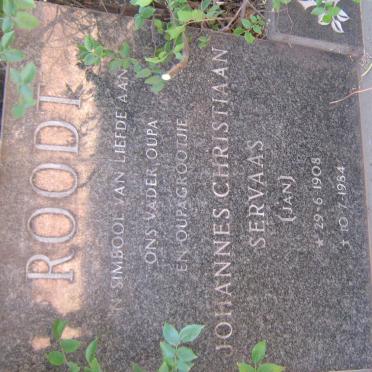 ROODT
'N SIMBOOL VAN LIEFDE AAN
ONS VADER OUPA
EN OUPAGROOTJIE
JOHANNES CHRISTIAAN
SERVAAS
(JAN)
* 29·6·1908
† 10·7·1984